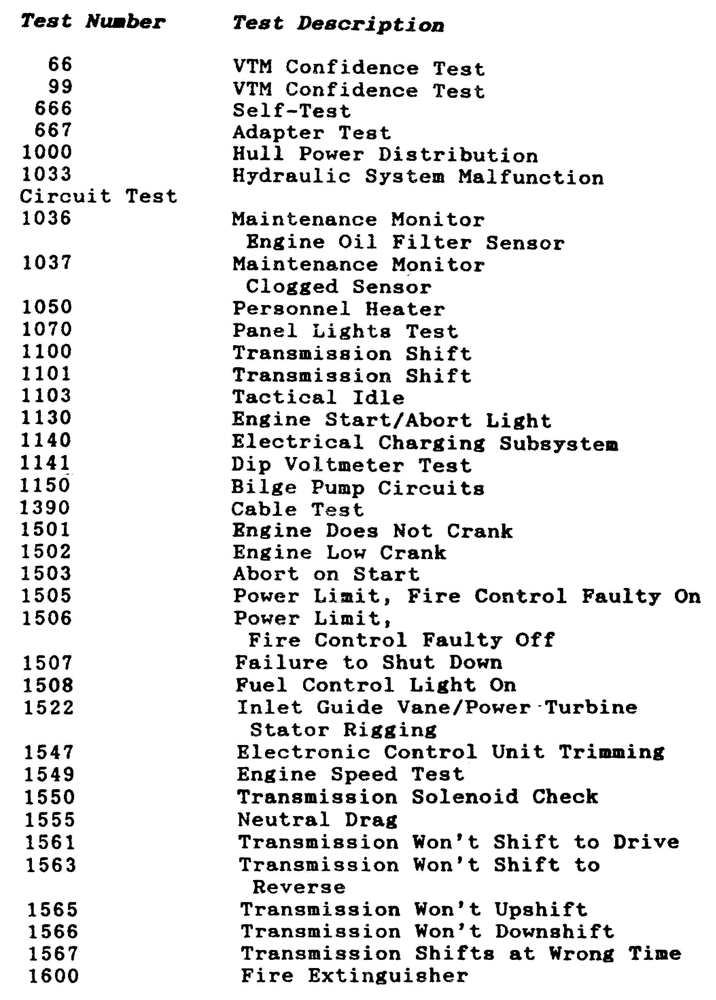 Test Number Test Description
66 VTM Confidence Test
99 VTM Confidence Test
666 Self-Test
667 Adapter Test
1000 Hull Power Distribution
1033 Hydraulic System Malfunction
Circuit Test
1036 Maintenance Monitor
Engine Oil Filter Sensor
1037 Maintenance Monitor
Clogged Sensor
1050 Personnel Heater
1070 Panel Lights Test
1100 Transmission Shift
1101 Transmission Shift
1103 Tactical Idle
1130 Engine Start/Abort Light
1140 Electrical Charging Subsystem
1141 Dip Voltmeter Test
1150 Bilge Pump Circuits
1390 Cable Test
1501 Engine Does Not Crank
1502 Engine Low Crank
1503 Abort on Start
1505 Power Limit, Fire Control Faulty On
1506 Power Limit,
Fire Control Faulty Off
1507 Failure to Shut Down
1508 Fuel Control Light On
1522 Inlet Guide Vane/Power Turbine
Stator Rigging
1547 Electronic Control Unit Trimming
1549 Engine Speed Test
1550 Transmission Solenoid Check
1555 Neutral Drag
1561 Transmission Won't Shift to Drive
1563 Transmission Won't Shift to
Reverse
1565 Transmission Won't Upshift
1566 Transmission Won't Downshift
1567 Transmission Shifts at Wrong Time
1600 Fire Extinguisher